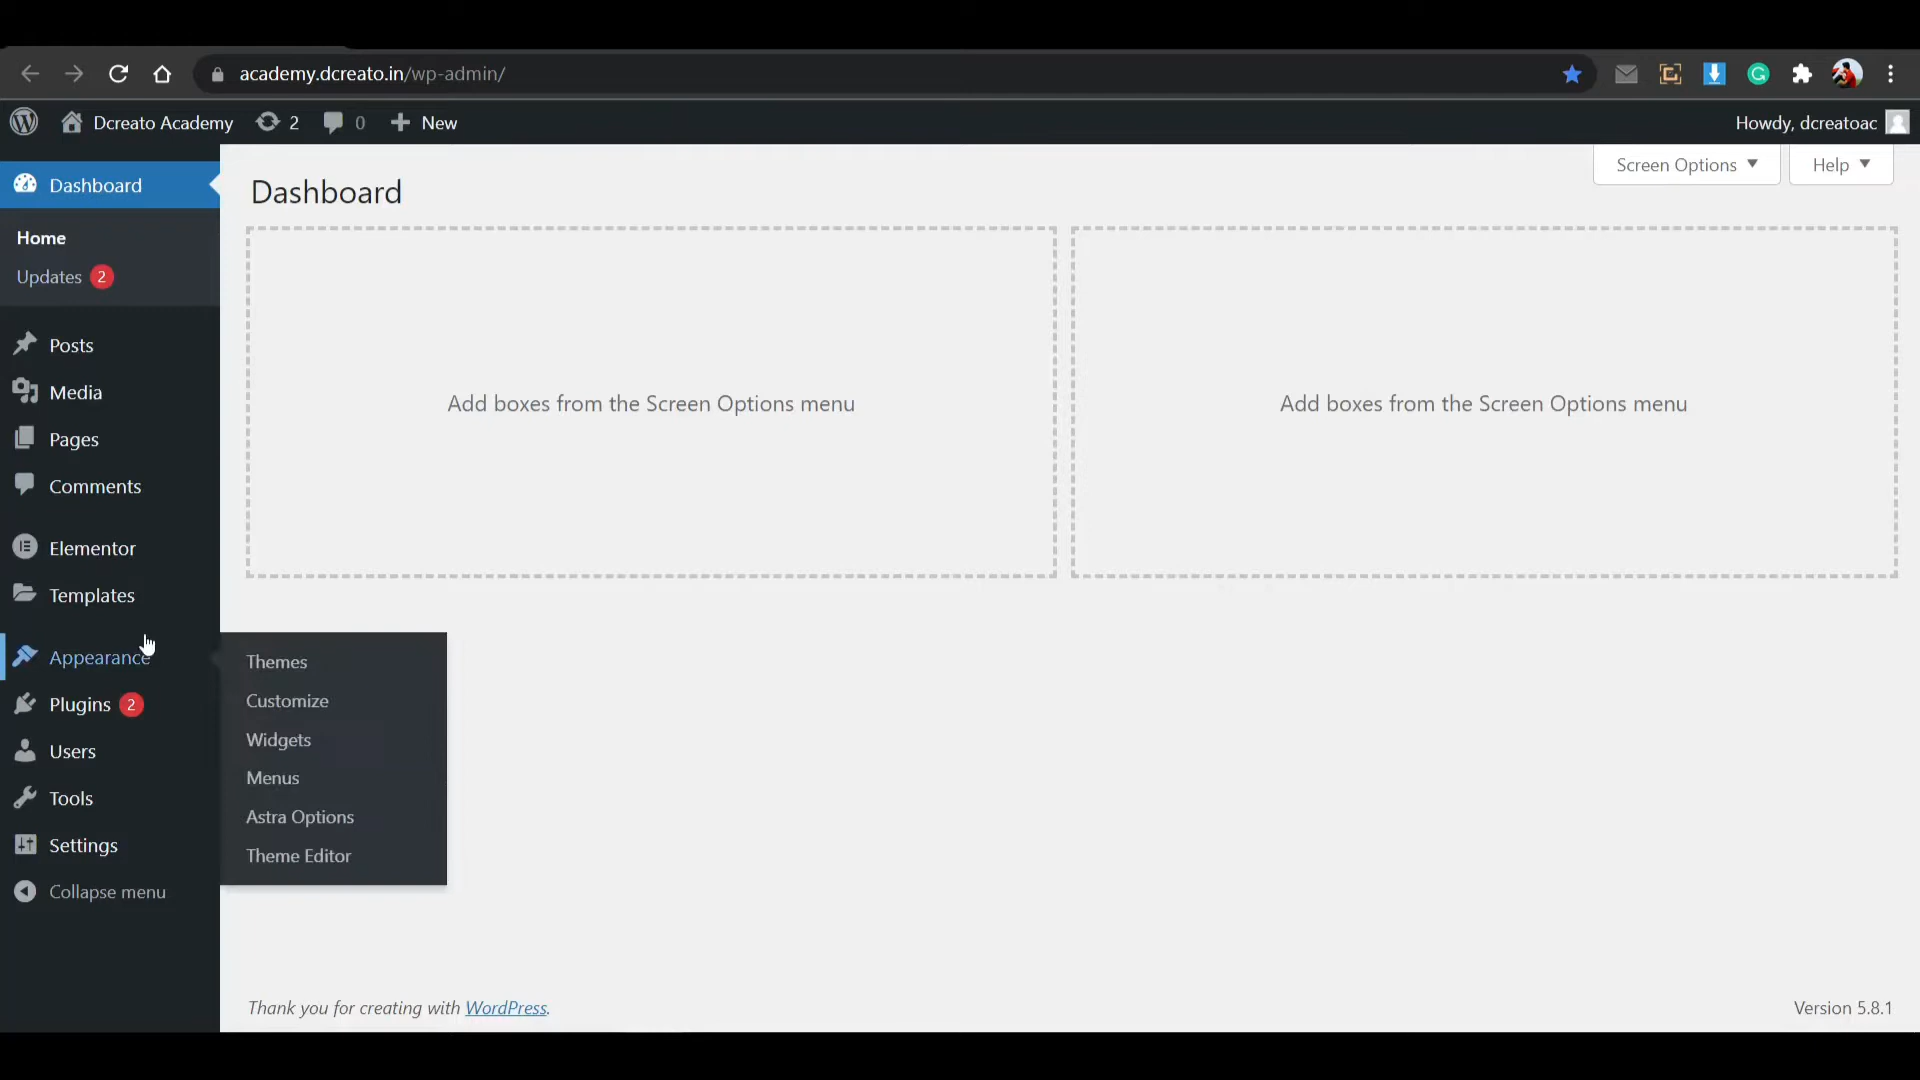 academy.dcreato.in/wp-admin/
Dcreato Academy 2 0 New Howdy, dcreatoac
Screen Options Help
Dashboard
Dashboard
Home
Updates 2
Posts
Media
Pages
Comments
Elementor
Templates
Appearance
Plugins 2
Users
Tools
Settings
Collapse menu
Add boxes from the Screen Options menu
Add boxes from the Screen Options menu
Themes
Customize
Widgets
Menus
Astra Options
Theme Editor
Thank you for creating with WordPress.
Version 5.8.1